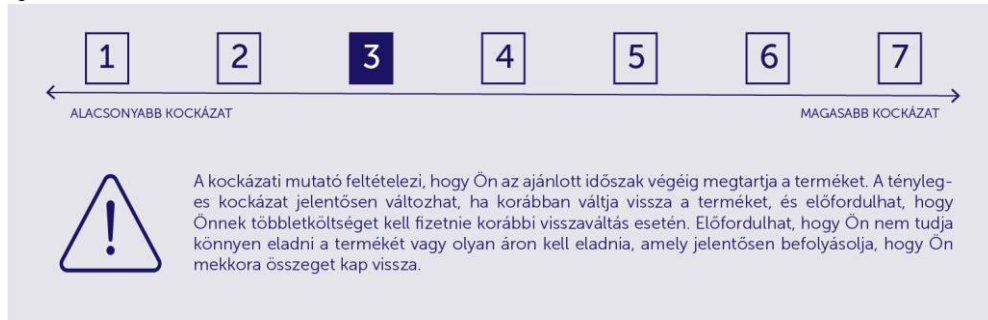 1 2 3 4 5 6 7
ALACSONYABB KOCKÁZAT MAGASABB KOCKÁZAT
A kockázati mutató feltételezi, hogy Ön az ajánlott időszak végéig megtartja a terméket. A tényleg-
es kockázat jelentősen változhat, ha korábban váltja vissza a terméket, és előfordulhat, hogy
Önnek többletköltséget kell fizetnie korábbi visszaváltás esetén. Előfordulhat, hogy Ön nem tudja
könnyen eladni a termékét vagy olyan áron kell eladnia, amely jelentősen befolyásolja, hogy Ön
mekkora összeget kap vissza.